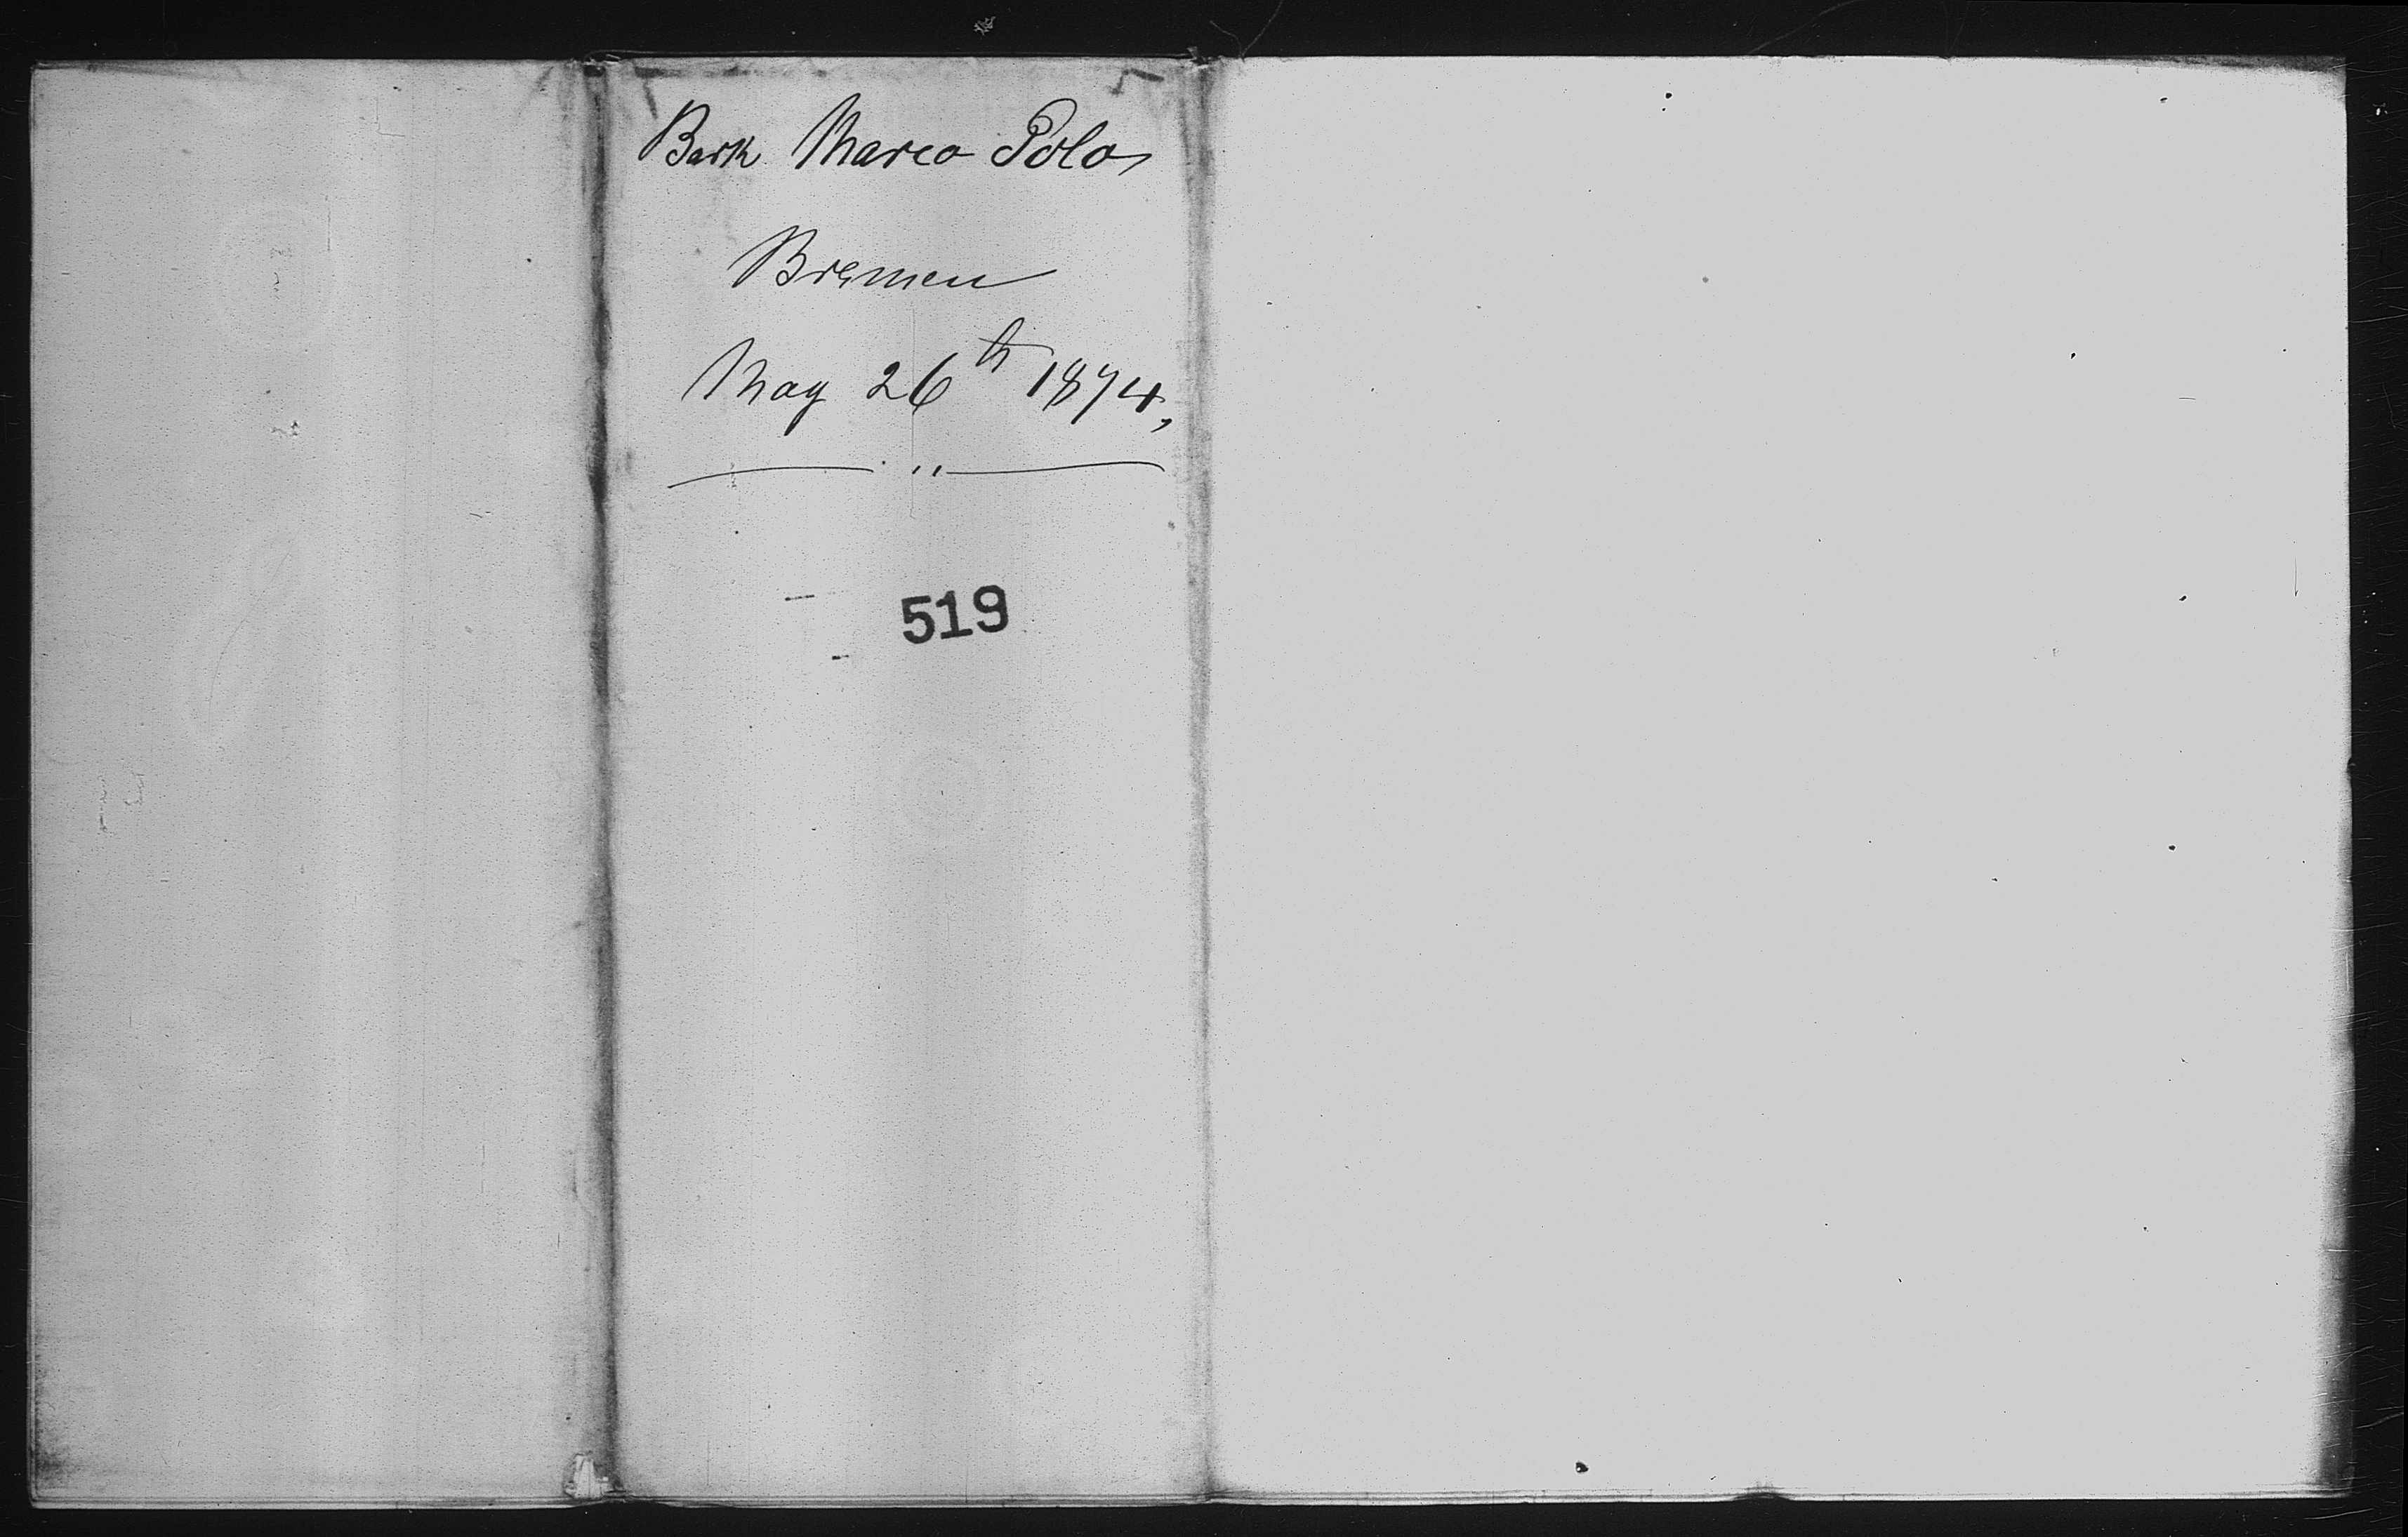 Bark Marco Polo
Bremen
May 26th 1874,
519